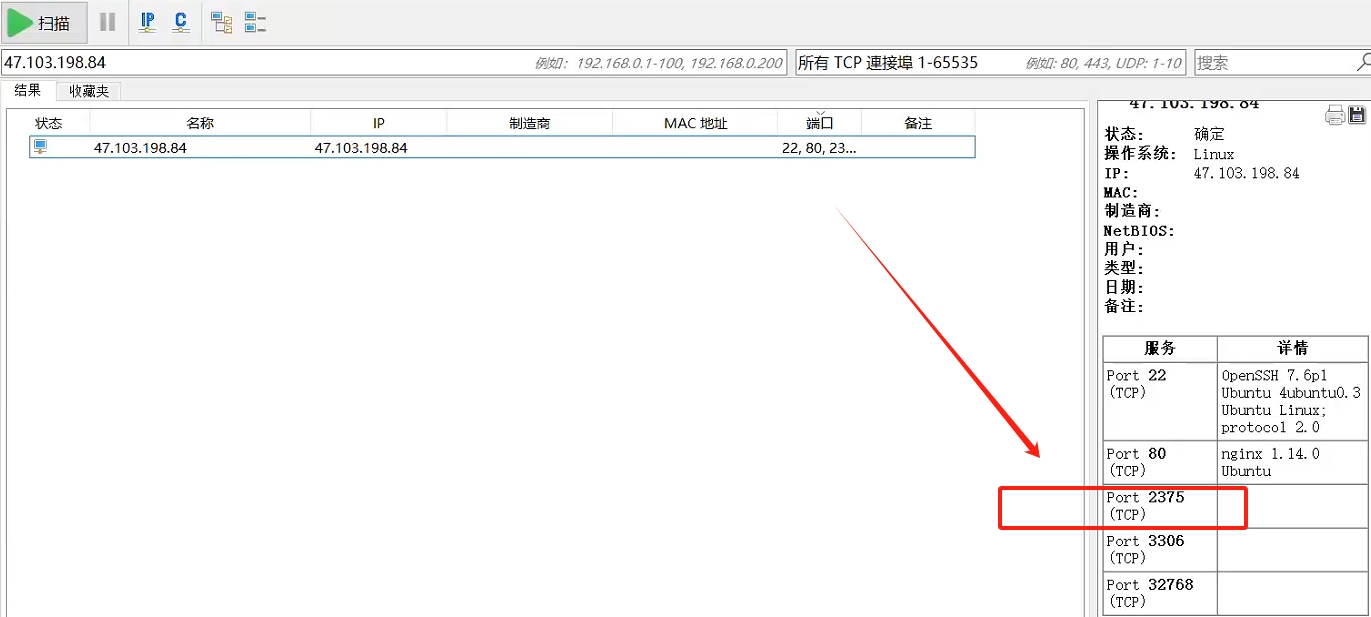 扫描
IP
C
47.103.198.84
例如: 192.168.0.1-100, 192.168.0.200
所有 TCP 連接埠 1-65535
例如: 80, 443, UDP: 1-10
搜索
结果
收藏夹
状态 名称 IP 制造商 MAC 地址 端口 备注
47.103.198.84 47.103.198.84 22, 80, 23...
47.103.198.84
状态: 确定
操作系统: Linux
IP: 47.103.198.84
MAC:
制造商:
NetBIOS:
用户:
类型:
日期:
备注:
服务 详情
Port 22
(TCP)
OpenSSH 7.6p1
Ubuntu 4ubuntu0.3
Ubuntu Linux;
protocol 2.0
Port 80
(TCP)
nginx 1.14.0
Ubuntu
Port 2375
(TCP)
Port 3306
(TCP)
Port 32768
(TCP)